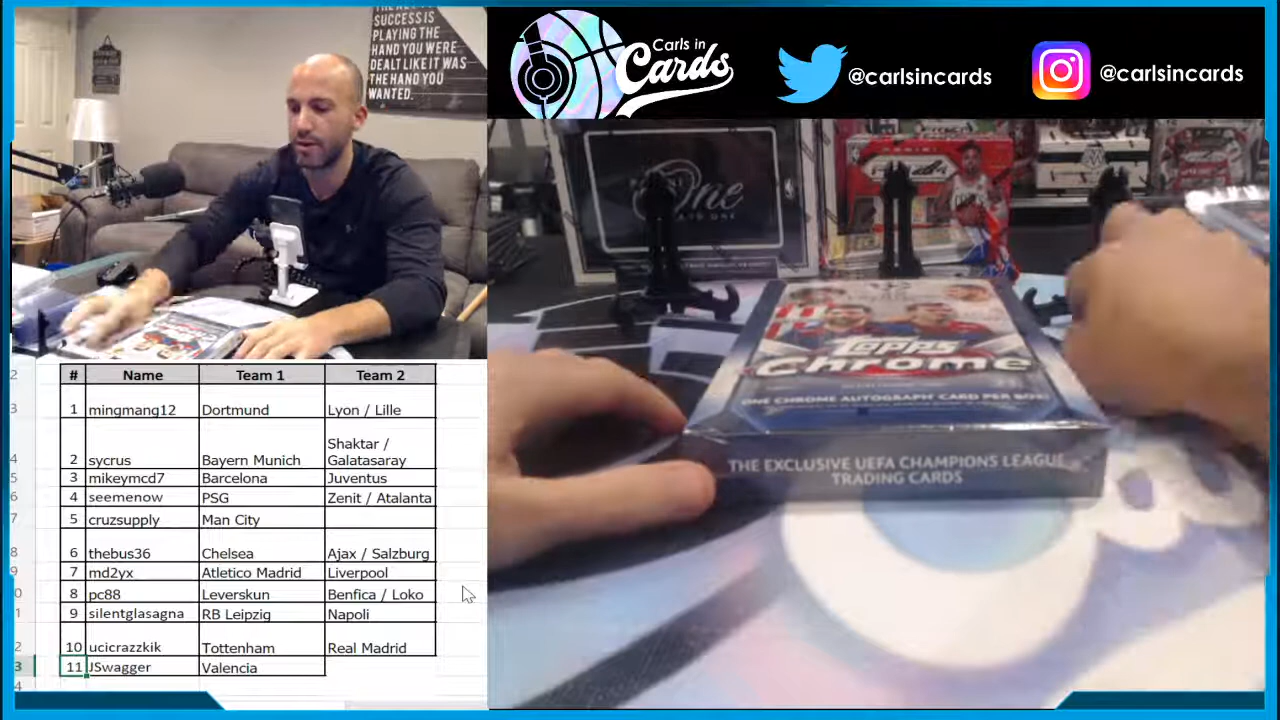 SUCCESS IS
PLAYING THE
HAND YOU WERE
DEALT LIKE IT WAS
THE HAND YOU
WANTED.
Carls in
Cards
@carlsincards
@carlsincards
One
PANINI
Prizm
Topps
Chrome
ONE CHROME AUTOGRAPH CARD PER BOX!
THE EXCLUSIVE UEFA CHAMPIONS LEAGUE
TRADING CARDS
# Name Team 1 Team 2
1 mingmang12 Dortmund Lyon / Lille
2 sycrus Bayern Munich Shaktar / Galatasaray
3 mikeymcd7 Barcelona Juventus
4 seemenow PSG Zenit / Atalanta
5 cruzsupply Man City
6 thebus36 Chelsea Ajax / Salzburg
7 md2yx Atletico Madrid Liverpool
8 pc88 Leverskun Benfica / Loko
9 silentglasagna RB Leipzig Napoli
10 ucicrazzkik Tottenham Real Madrid
11 JSwagger Valencia